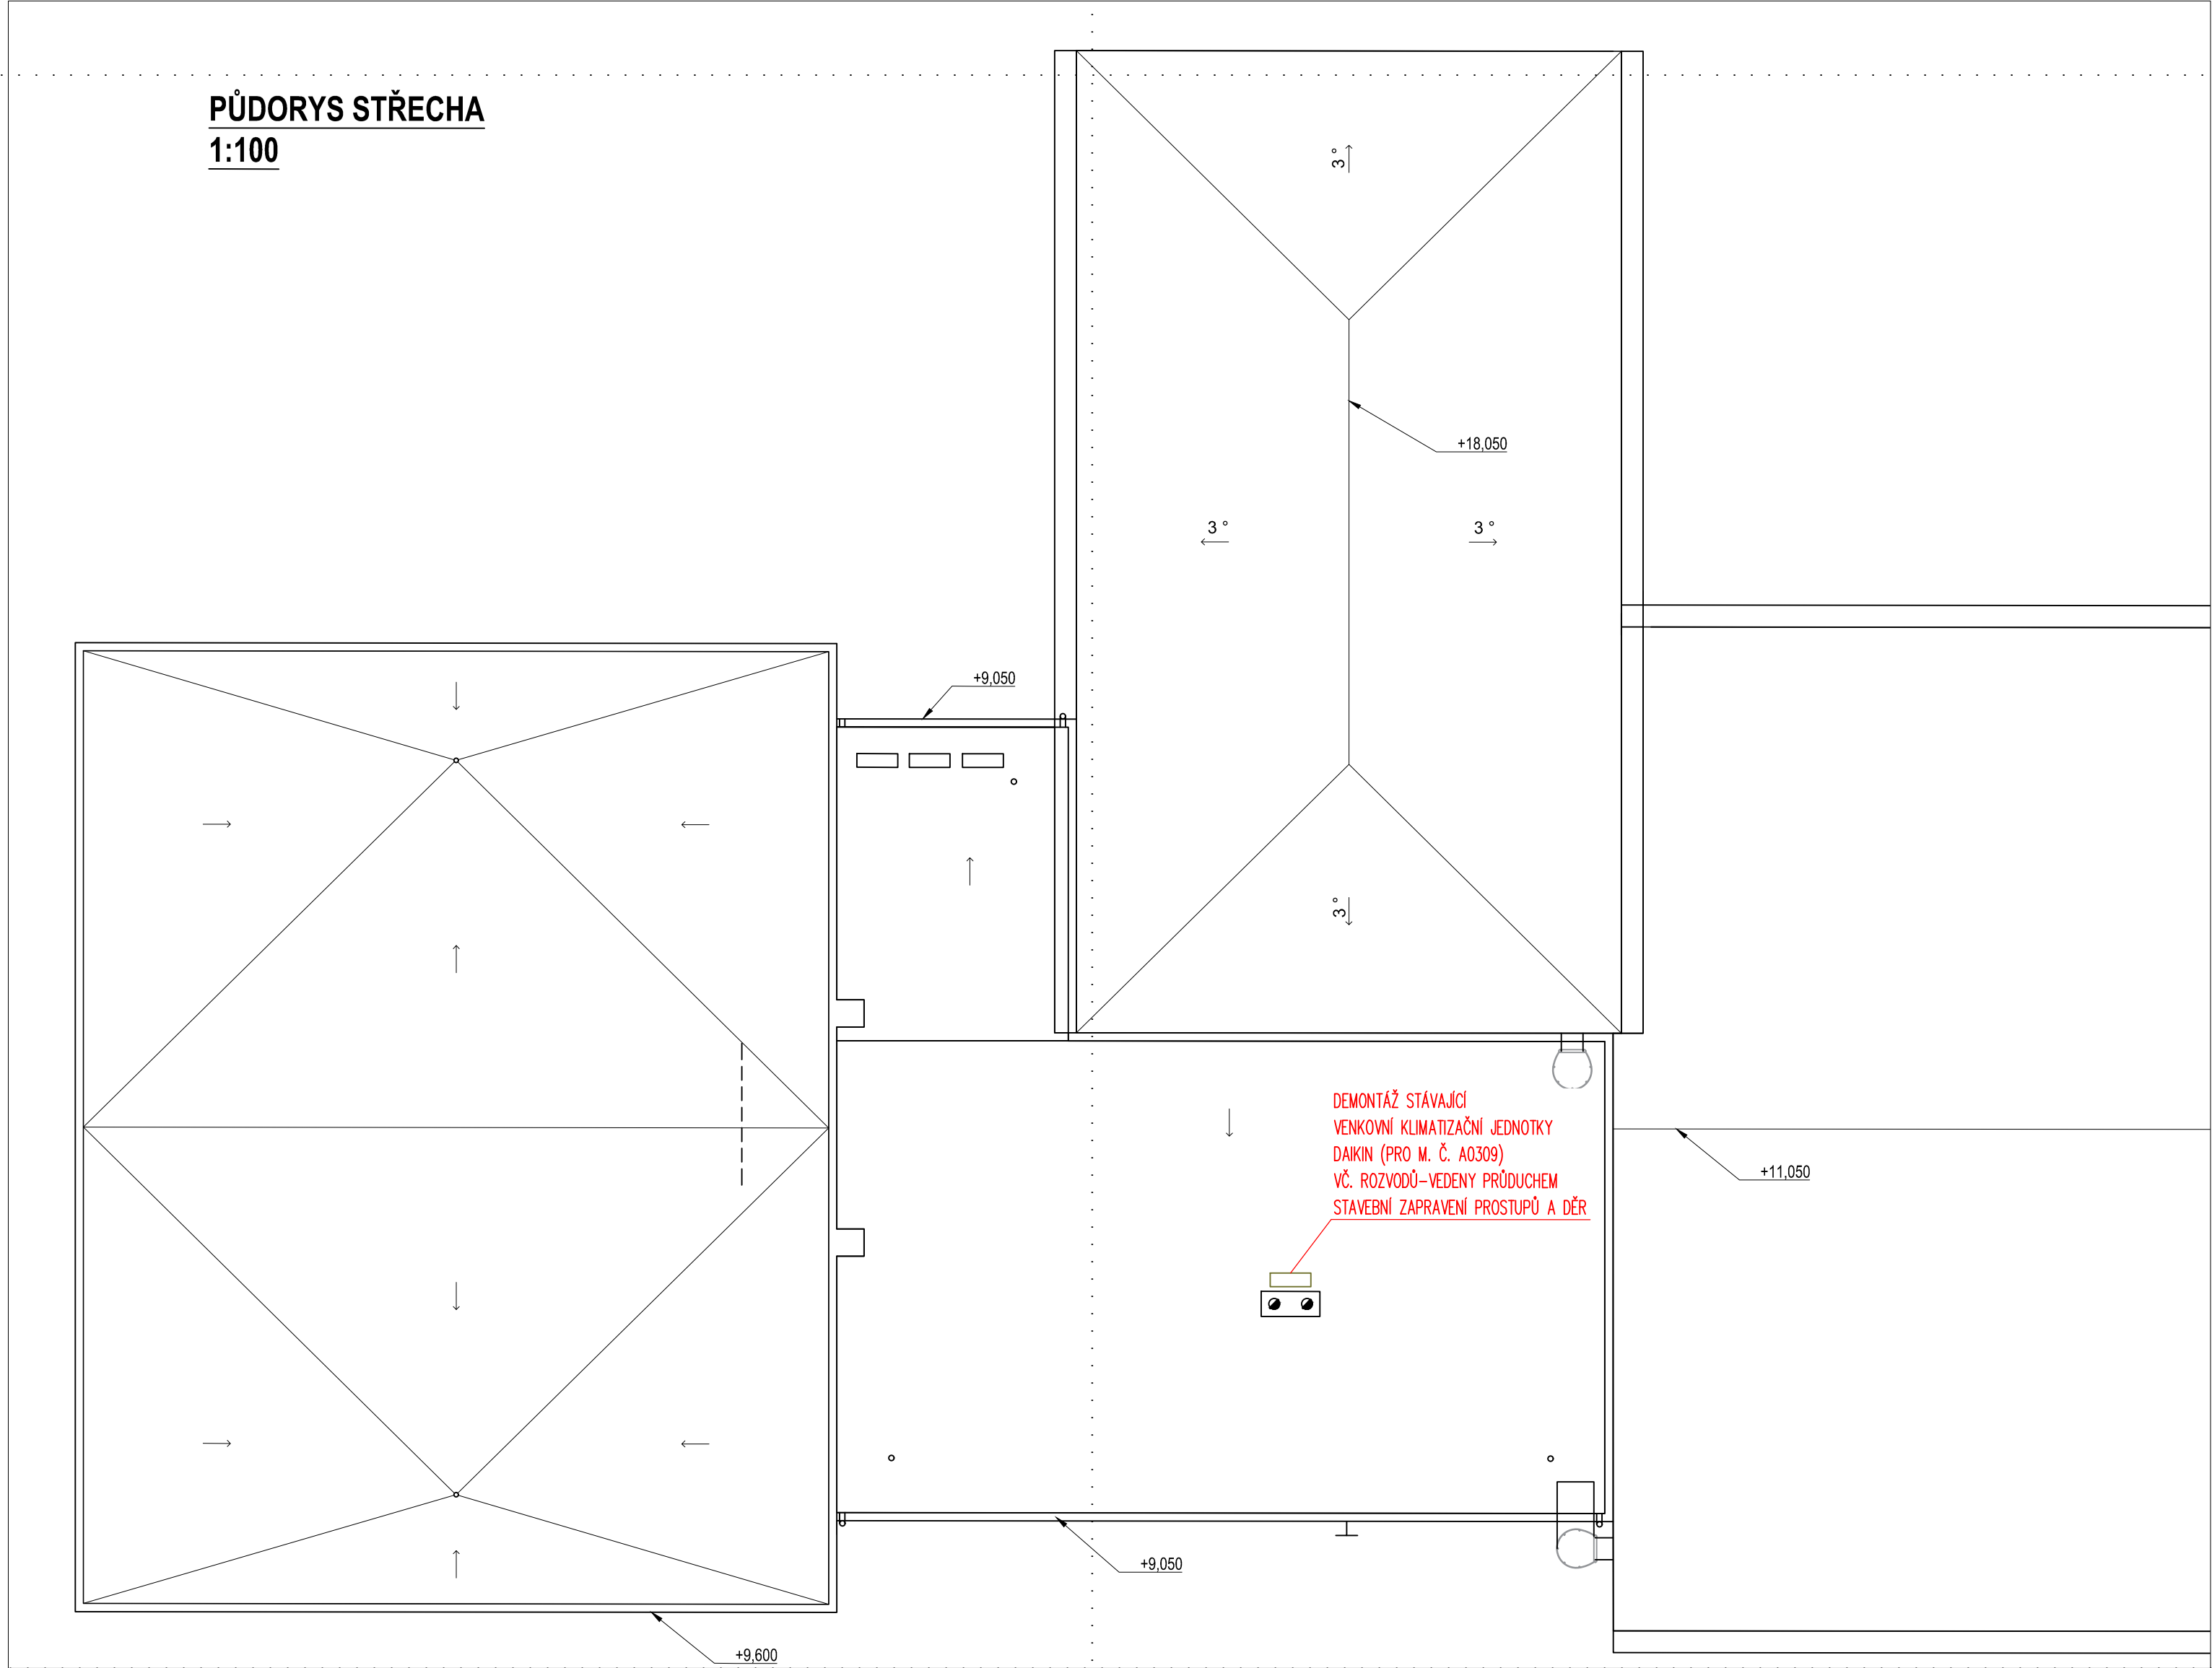 PŮDORYS STŘECHA
1:100
3 °
+18,050
3 °
3 °
+9,050
3 °
DEMONTÁŽ STÁVAJÍCÍ
VENKOVNÍ KLIMATIZAČNÍ JEDNOTKY
DAIKIN (PRO M. Č. A0309)
VČ. ROZVODŮ-VEDENY PRŮDUCHEM
STAVEBNÍ ZAPRAVENÍ PROSTUPŮ A DĚR
+11,050
+9,050
+9,600